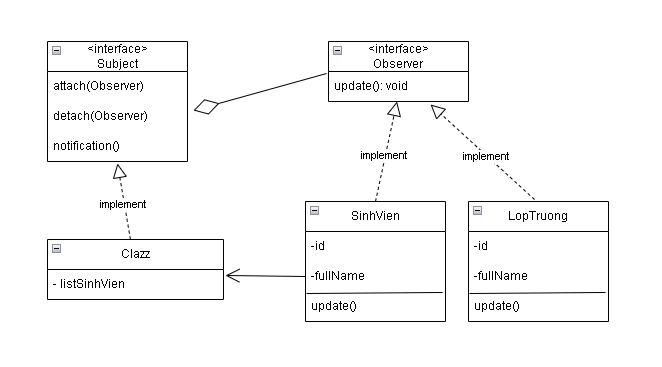 <interface>
Subject
attach(Observer)
detach(Observer)
notification()
<interface>
Observer
update(): void
implement
implement
implement
Clazz
- listSinhVien
SinhVien
-id
-fullName
update()
LopTruong
-id
-fullName
update()